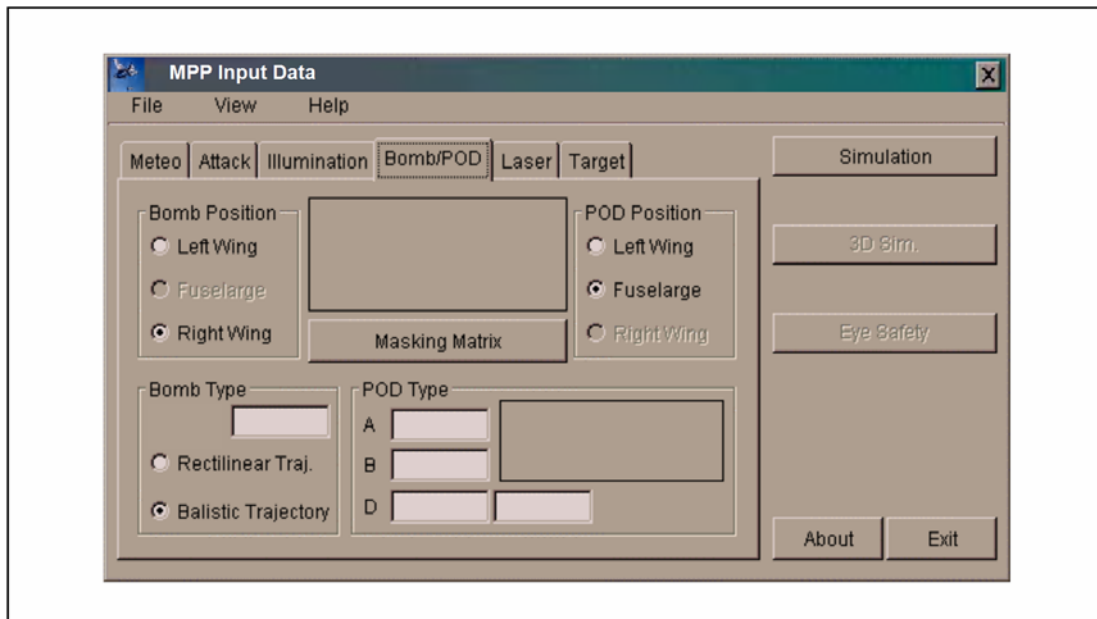 MPP Input Data
File View Help
Meteo Attack Illumination Bomb/POD Laser Target
Simulation
Bomb Position
Left Wing
Fuselarge
Right Wing
Masking Matrix
POD Position
Left Wing
Fuselarge
Right Wing
3D Sim.
Eye Safety
Bomb Type
Rectilinear Traj.
Balistic Trajectory
POD Type
A
B
D
About
Exit